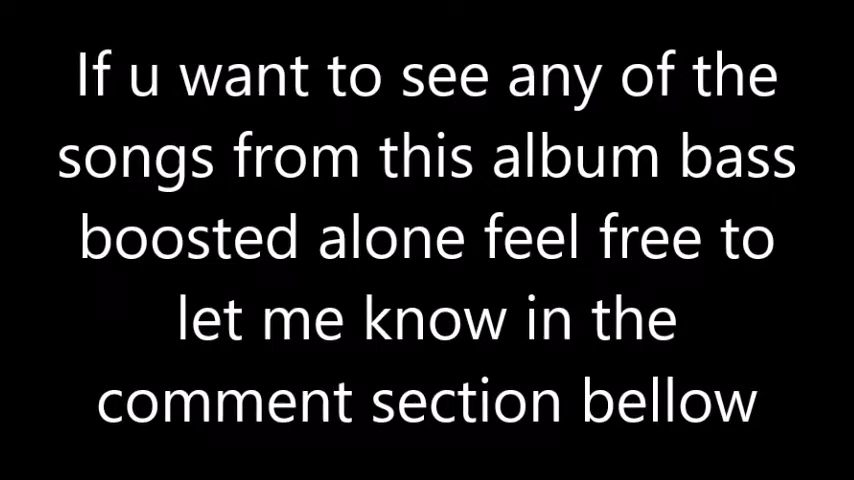 If u want to see any of the
songs from this album bass
boosted alone feel free to
let me know in the
comment section bellow